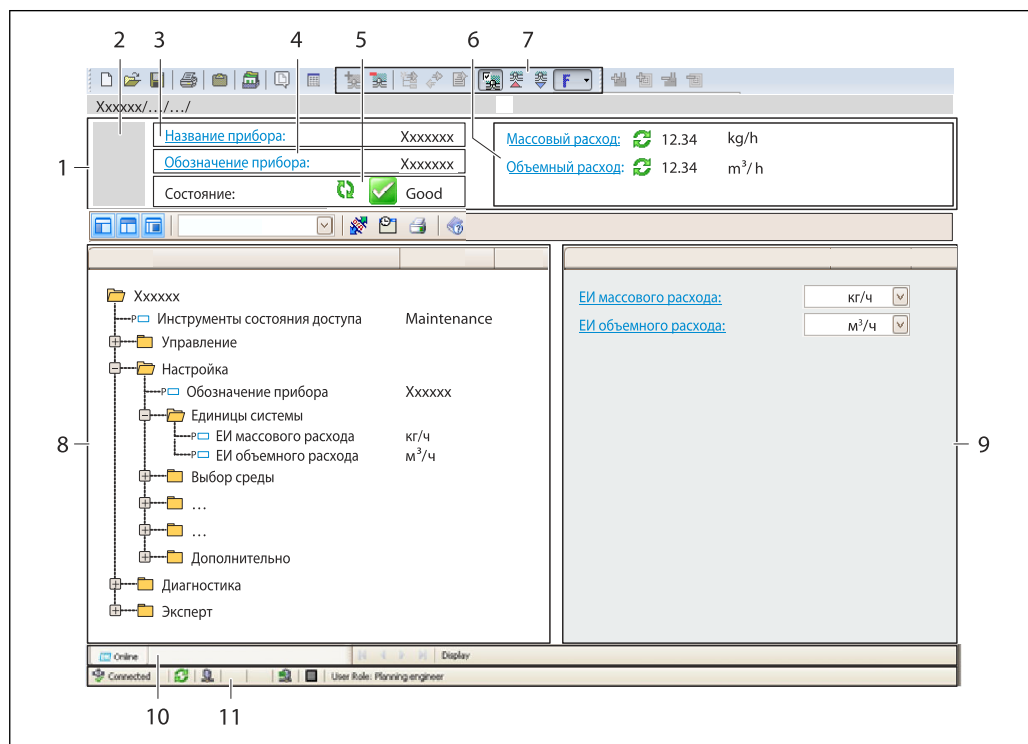 2 3 4 5 6 7
F
Xxxxxx/.../.../
1
Название прибора: Xxxxxxx
Обозначение прибора: Xxxxxxx
Состояние: Good
Массовый расход: 12.34 kg/h
Объемный расход: 12.34 m³/h
Xxxxxx
P Инструменты состояния доступа Maintenance
Управление
Настройка
P Обозначение прибора Xxxxxx
Единицы системы
P ЕИ массового расхода кг/ч
P ЕИ объемного расхода м³/ч
Выбор среды
...
...
Дополнительно
Диагностика
Эксперт
8
ЕИ массового расхода: кг/ч
ЕИ объемного расхода: м³/ч
9
Online Display
Connected User Role: Planning engineer
10 11